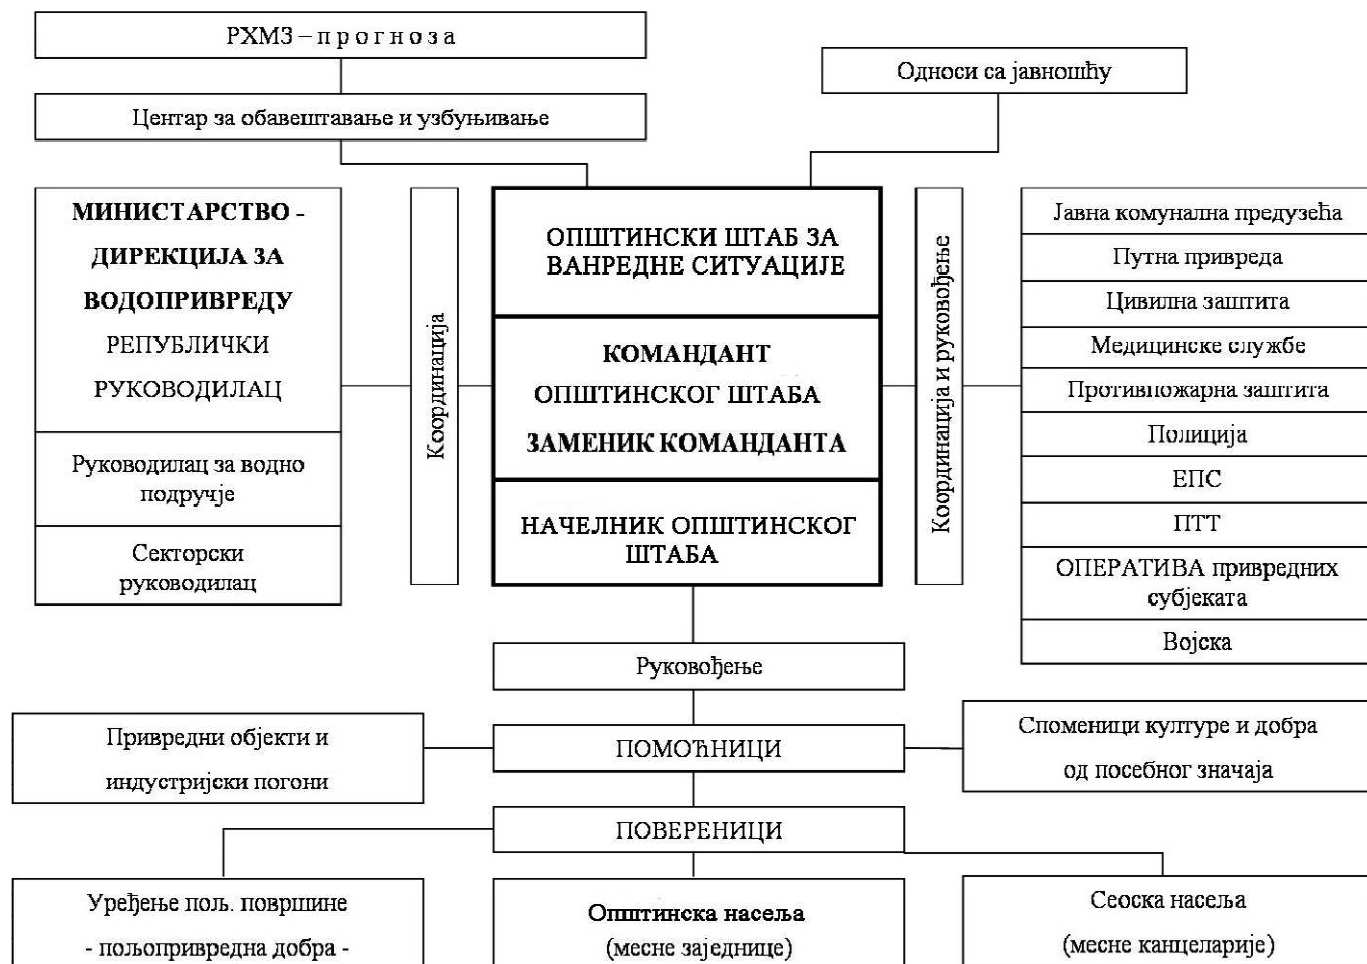 РХМЗ – п р о г н о з а
Односи са јавношћу
Центар за обавештавање и узбуњивање
МИНИСТАРСТВО -
ДИРЕКЦИЈА ЗА
ВОДОПРИВРЕДУ
РЕПУБЛИЧКИ
РУКОВОДИЛАЦ
Руководилац за водно
подручје
Секторски
руководилац
Координација
ОПШТИНСКИ ШТАБ ЗА
ВАНРЕДНЕ СИТУАЦИЈЕ
КОМАНДАНТ
ОПШТИНСКОГ ШТАБА
ЗАМЕНИК КОМАНДАНТА
НАЧЕЛНИК ОПШТИНСКОГ
ШТАБА
Координација и руковођење
Јавна комунална предузећа
Путна привреда
Цивилна заштита
Медицинске службе
Противпожарна заштита
Полиција
ЕПС
ПТТ
ОПЕРАТИВА привредних
субјеката
Војска
Руковођење
Привредни објекти и
индустријски погони
ПОМОЋНИЦИ
Споменици културе и добра
од посебног значаја
ПОВЕРЕНИЦИ
Уређење пољ. површине
- пољопривредна добра -
Општинска насеља
(месне заједнице)
Сеоска насеља
(месне канцеларије)